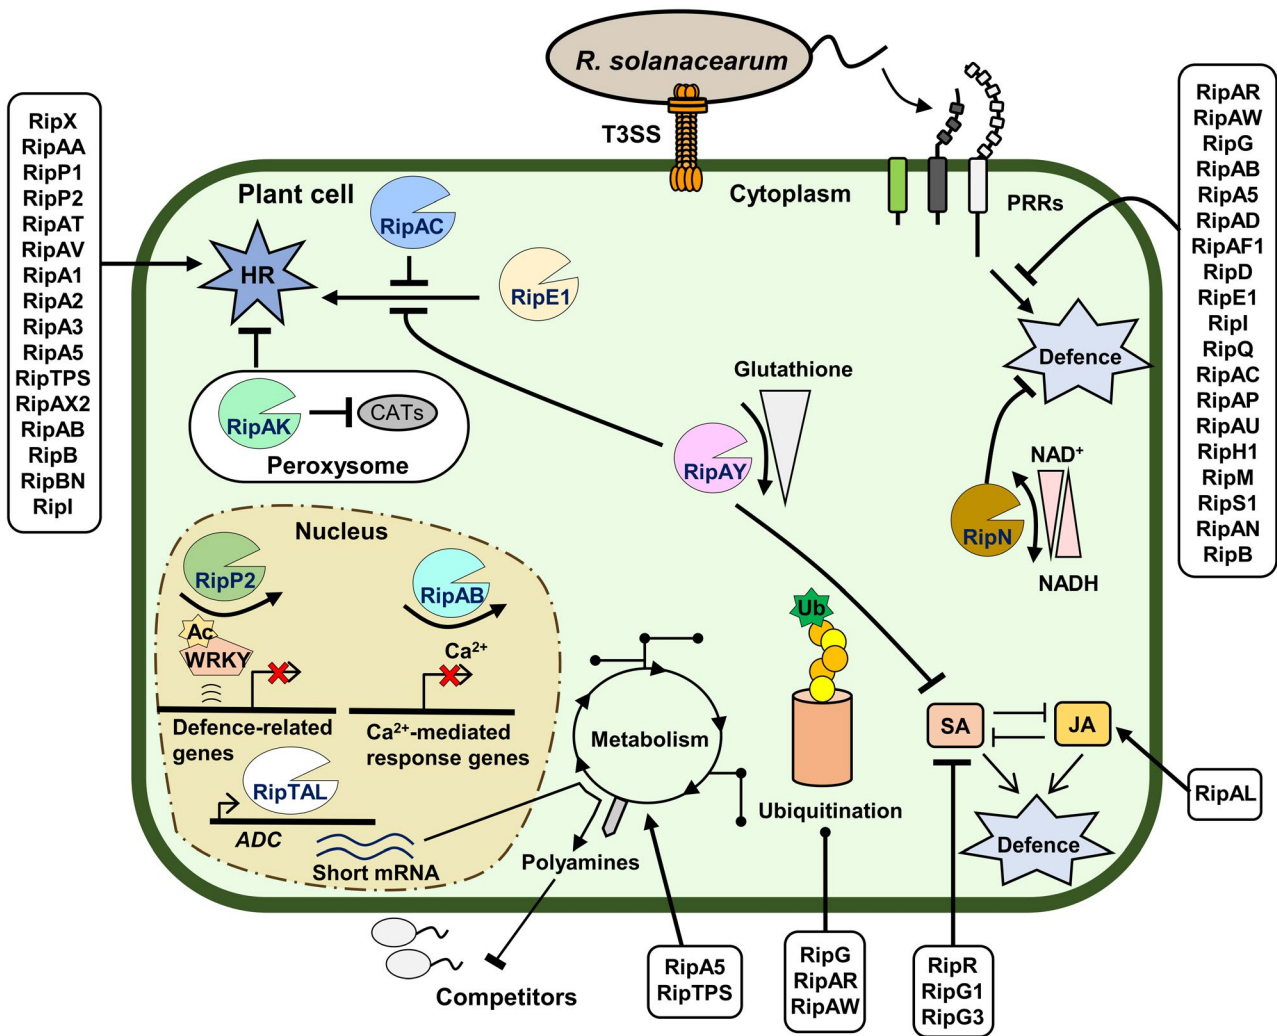 R. solanacearum
T3SS
RipX
RipAA
RipP1
RipP2
RipAT
RipAV
RipA1
RipA2
RipA3
RipA5
RipTPS
RipAX2
RipAB
RipB
RipBN
RipI
Plant cell
Cytoplasm
PRRs
RipAR
RipAW
RipG
RipAB
RipA5
RipAD
RipAF1
RipD
RipE1
RipI
RipQ
RipAC
RipAP
RipAU
RipH1
RipM
RipS1
RipAN
RipB
RipAC
HR
RipE1
Defence
RipAK
CATs
Peroxysome
Glutathione
RipAY
NAD+
RipN
NADH
Nucleus
RipP2
RipAB
Ac
WRKY
Ca2+
Defence-related
genes
Ca2+-mediated
response genes
RipTAL
ADC
Short mRNA
Metabolism
Polyamines
Competitors
Ub
Ubiquitination
SA
JA
RipAL
Defence
RipA5
RipTPS
RipG
RipAR
RipAW
RipR
RipG1
RipG3